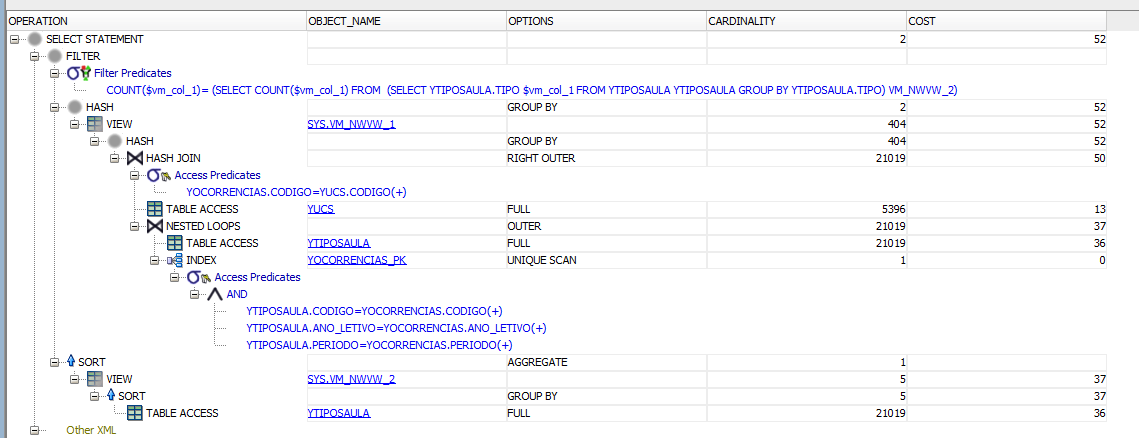 OPERATION OBJECT_NAME OPTIONS CARDINALITY COST
SELECT STATEMENT 2 52
FILTER
Filter Predicates
COUNT($vm_col_1)= (SELECT COUNT($vm_col_1) FROM (SELECT YTIPOSAULA.TIPO $vm_col_1 FROM YTIPOSAULA YTIPOSAULA GROUP BY YTIPOSAULA.TIPO) VM_NWVW_2)
HASH GROUP BY 2 52
VIEW SYS.VM_NWVW_1 404 52
HASH GROUP BY 404 52
HASH JOIN RIGHT OUTER 21019 50
Access Predicates
YOCORRENCIAS.CODIGO=YUCS.CODIGO(+)
TABLE ACCESS YUCS FULL 5396 13
NESTED LOOPS OUTER 21019 37
TABLE ACCESS YTIPOSAULA FULL 21019 36
INDEX YOCORRENCIAS_PK UNIQUE SCAN 1 0
Access Predicates
AND
YTIPOSAULA.CODIGO=YOCORRENCIAS.CODIGO(+)
YTIPOSAULA.ANO_LETIVO=YOCORRENCIAS.ANO_LETIVO(+)
YTIPOSAULA.PERIODO=YOCORRENCIAS.PERIODO(+)
SORT AGGREGATE 1
VIEW SYS.VM_NWVW_2 5 37
SORT GROUP BY 5 37
TABLE ACCESS YTIPOSAULA FULL 21019 36
Other XML